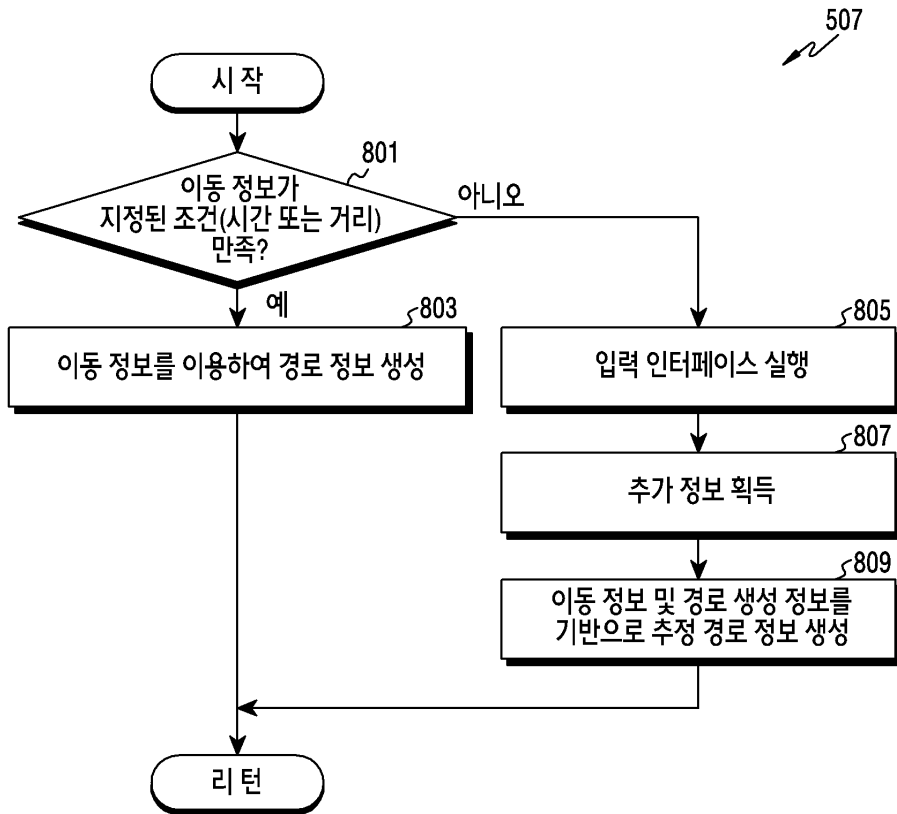 507
시 작
801
이동 정보가
지정된 조건(시간 또는 거리)
만족?
아니오
예
803
이동 정보를 이용하여 경로 정보 생성
805
입력 인터페이스 실행
807
추가 정보 획득
809
이동 정보 및 경로 생성 정보를
기반으로 추정 경로 정보 생성
리 턴